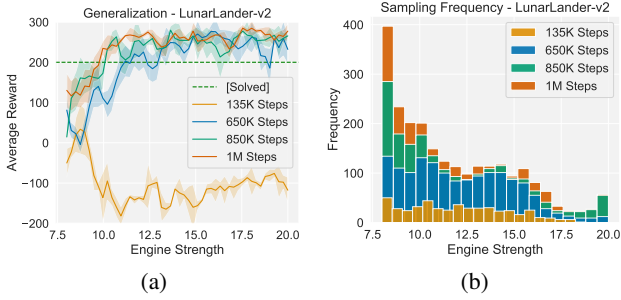 Generalization - LunarLander-v2
Average Reward
300
200
100
0
−100
−200
[Solved]
135K Steps
650K Steps
850K Steps
1M Steps
7.5 10.0 12.5 15.0 17.5 20.0
Engine Strength
(a)
Sampling Frequency - LunarLander-v2
Frequency
400
300
200
100
0
135K Steps
650K Steps
850K Steps
1M Steps
7.5 10.0 12.5 15.0 17.5 20.0
Engine Strength
(b)